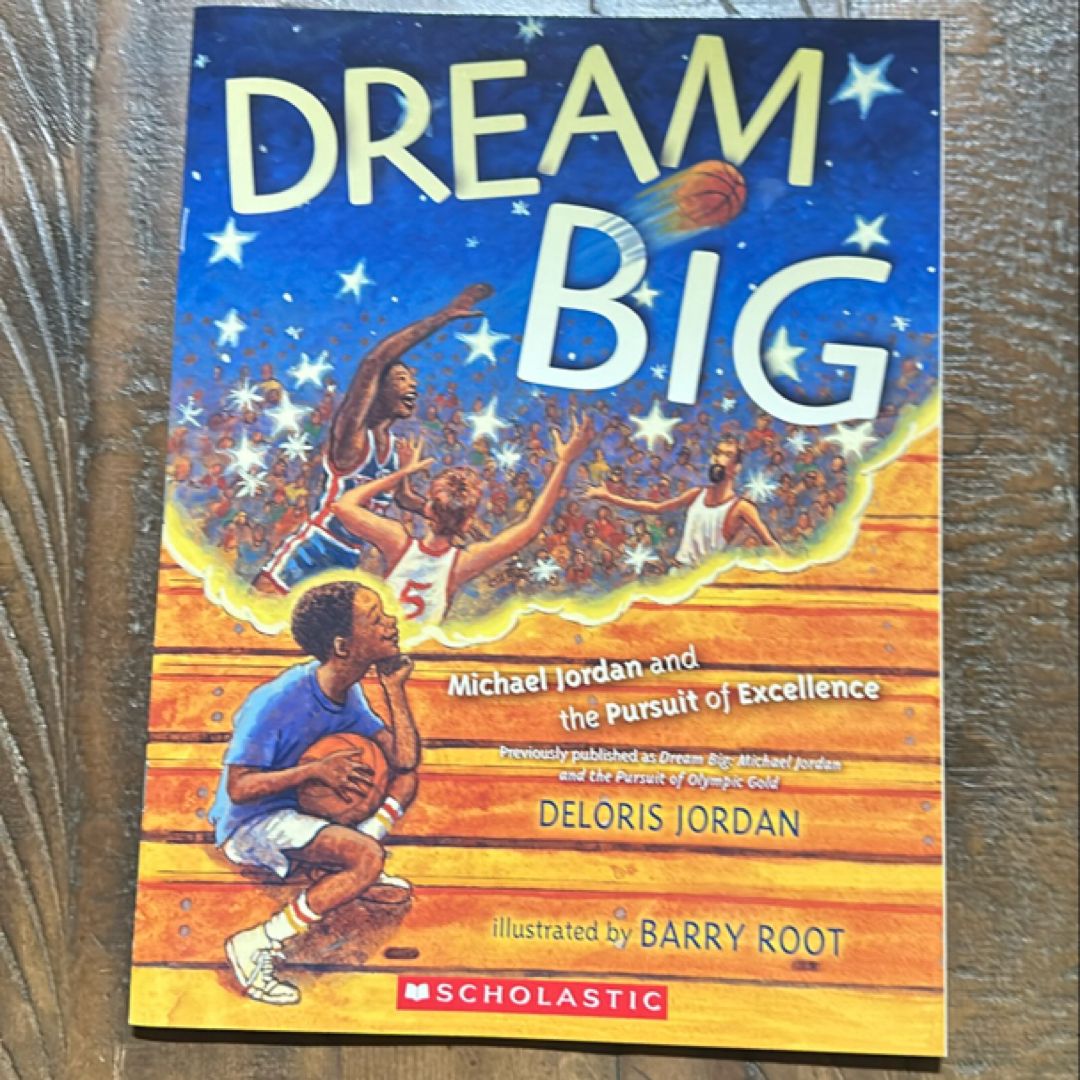 DREAM
BIG
5
Michael Jordan and
the Pursuit of Excellence
Previously published as Dream Big: Michael Jordan
and the Pursuit of Olympic Gold
DELORIS JORDAN
illustrated by BARRY ROOT
SCHOLASTIC